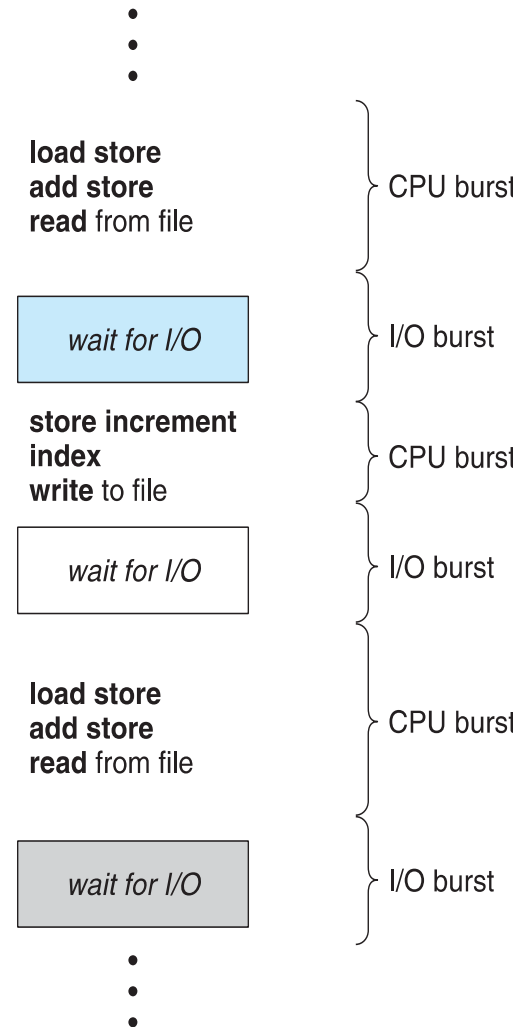 load store
add store
read from file
CPU burst
wait for I/O
I/O burst
store increment
index
write to file
CPU burst
wait for I/O
I/O burst
load store
add store
read from file
CPU burst
wait for I/O
I/O burst